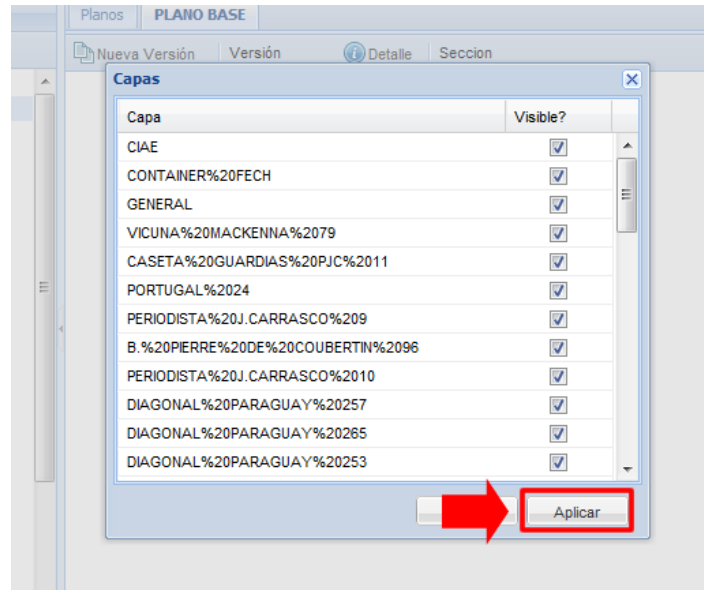 Planos PLANO BASE
Nueva Versión Versión Detalle Seccion
Capas
Capa Visible?
CIAE
CONTAINER%20FECH
GENERAL
VICUNA%20MACKENNA%2079
CASETA%20GUARDIAS%20PJC%2011
PORTUGAL%2024
PERIODISTA%20J.CARRASCO%209
B.%20PIERRE%20DE%20COUBERTIN%2096
PERIODISTA%20J.CARRASCO%2010
DIAGONAL%20PARAGUAY%20257
DIAGONAL%20PARAGUAY%20265
DIAGONAL%20PARAGUAY%20253
Aplicar